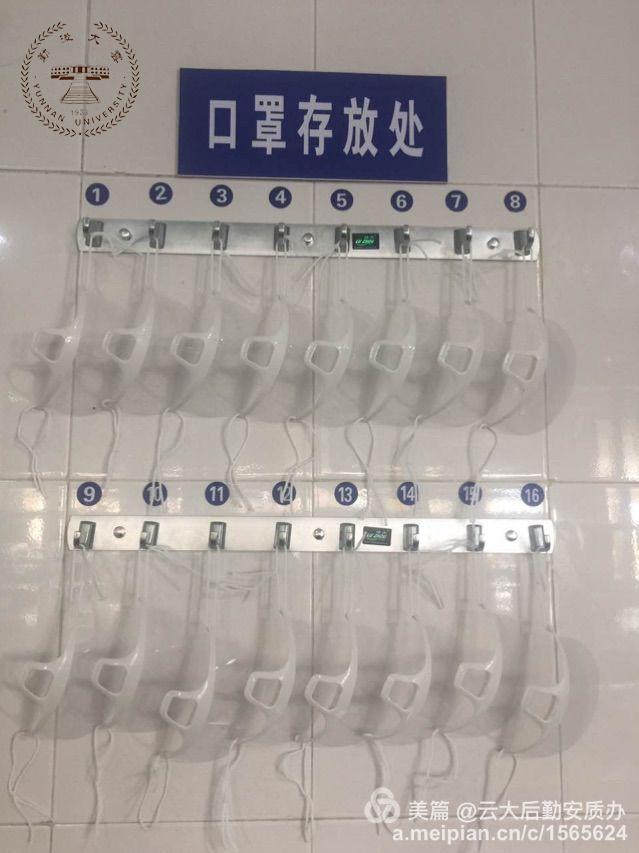 YUNNAN UNIVERSITY
口罩存放处
1 2 3 4 5 6 7 8
9 10 11 12 13 14 15 16
美篇 @云大后勤安质办
a.meipian.cn/c/1565624